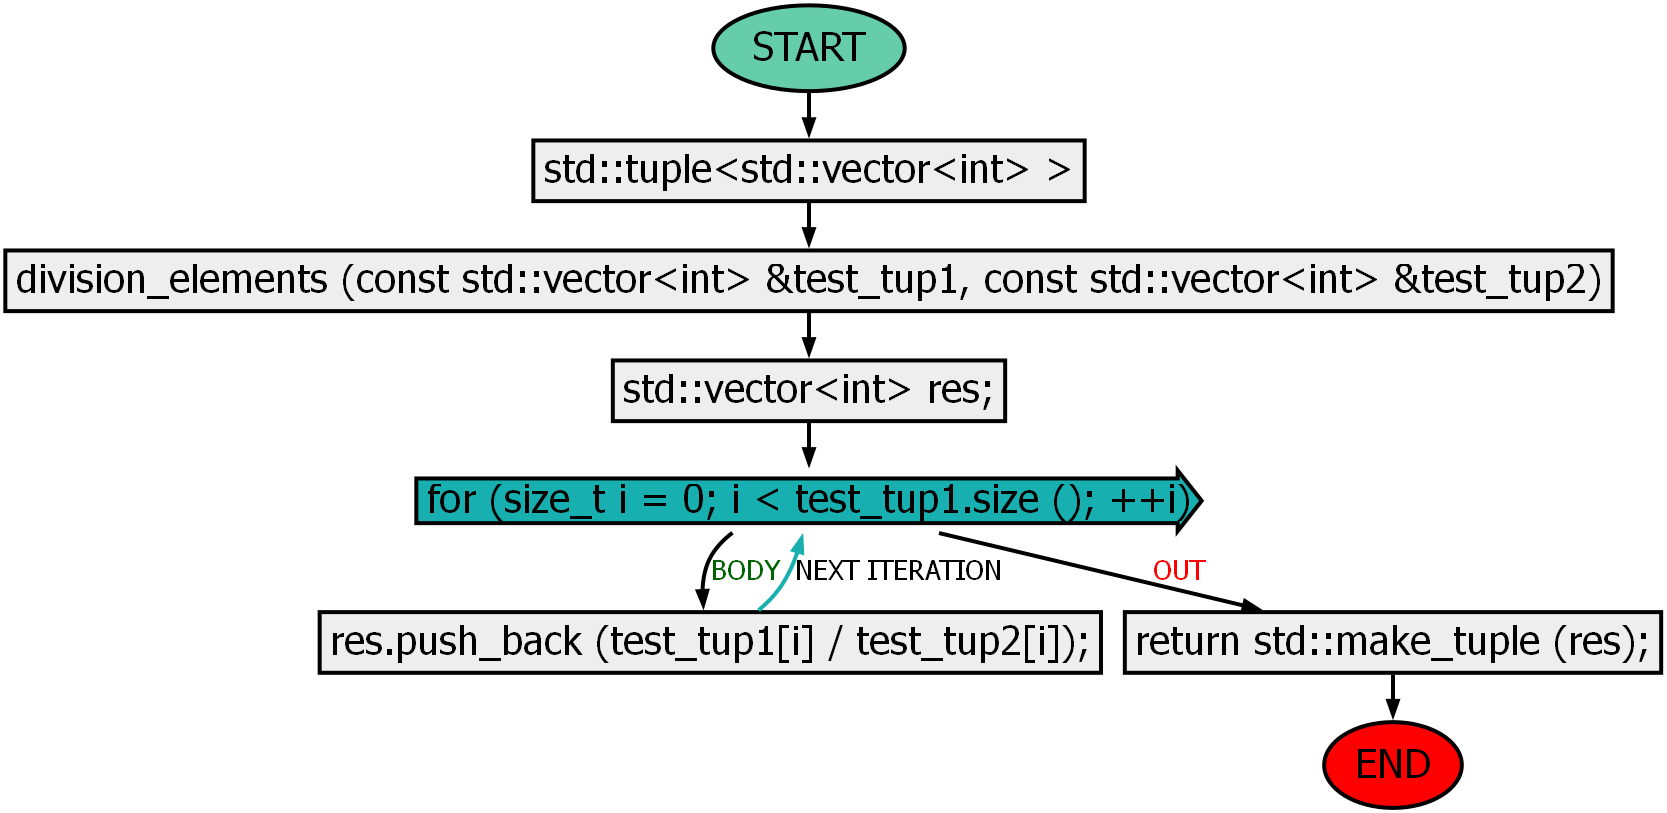 START
std::tuple<std::vector<int> >
division_elements (const std::vector<int> &test_tup1, const std::vector<int> &test_tup2)
std::vector<int> res;
for (size_t i = 0; i < test_tup1.size (); ++i)
BODY
NEXT ITERATION
OUT
res.push_back (test_tup1[i] / test_tup2[i]);
return std::make_tuple (res);
END